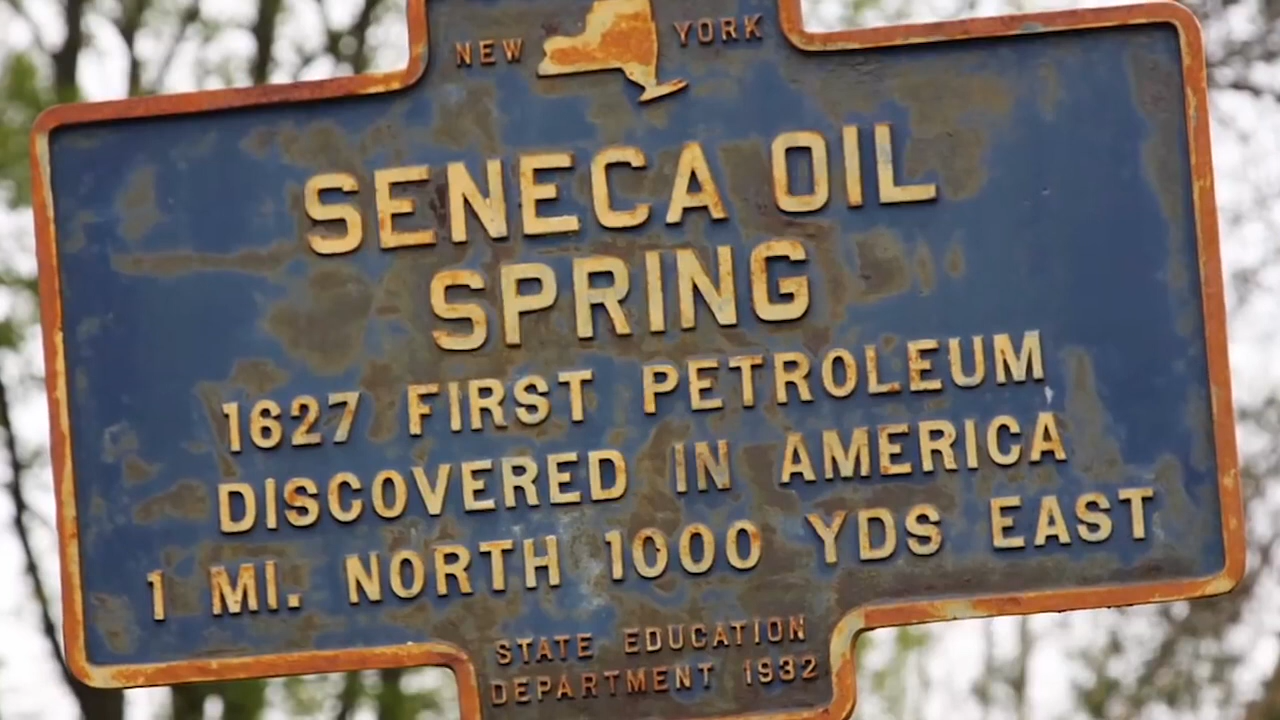 NEW YORK
SENECA OIL
SPRING
1627 FIRST PETROLEUM
DISCOVERED IN AMERICA
1 MI. NORTH 1000 YDS EAST
STATE EDUCATION
DEPARTMENT 1932